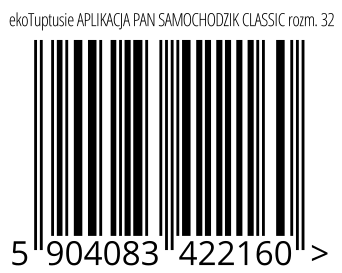 ekoTuptusie APLIKACJA PAN SAMOCHODZIK CLASSIC rozm. 32
5 904083 422160 >